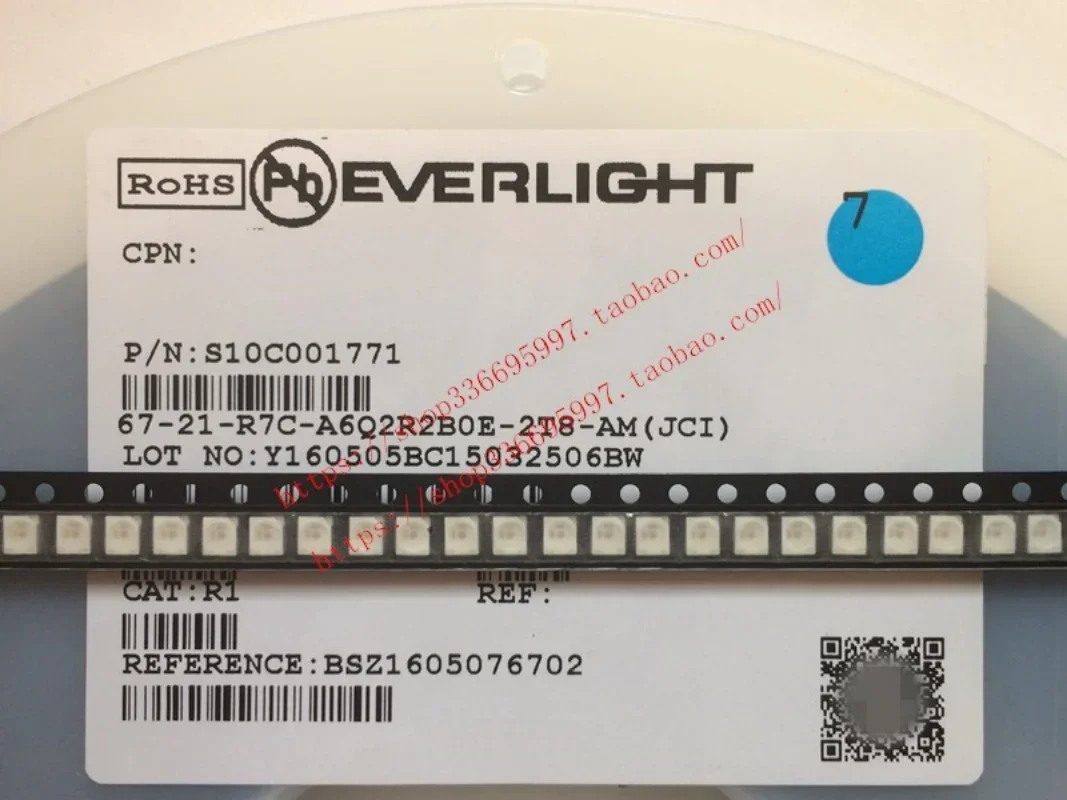 RoHS Pb EVERLIGHT
7
CPN:
P/N:S10C001771
67-21-R7C-A6Q2R2B0E-2T8-AM(JCI)
LOT NO:Y160505BC15032506BW
CAT:R1 REF:
REFERENCE:BSZ1605076702
https://shop336695997.taobao.com/
https://shop336695997.taobao.com/